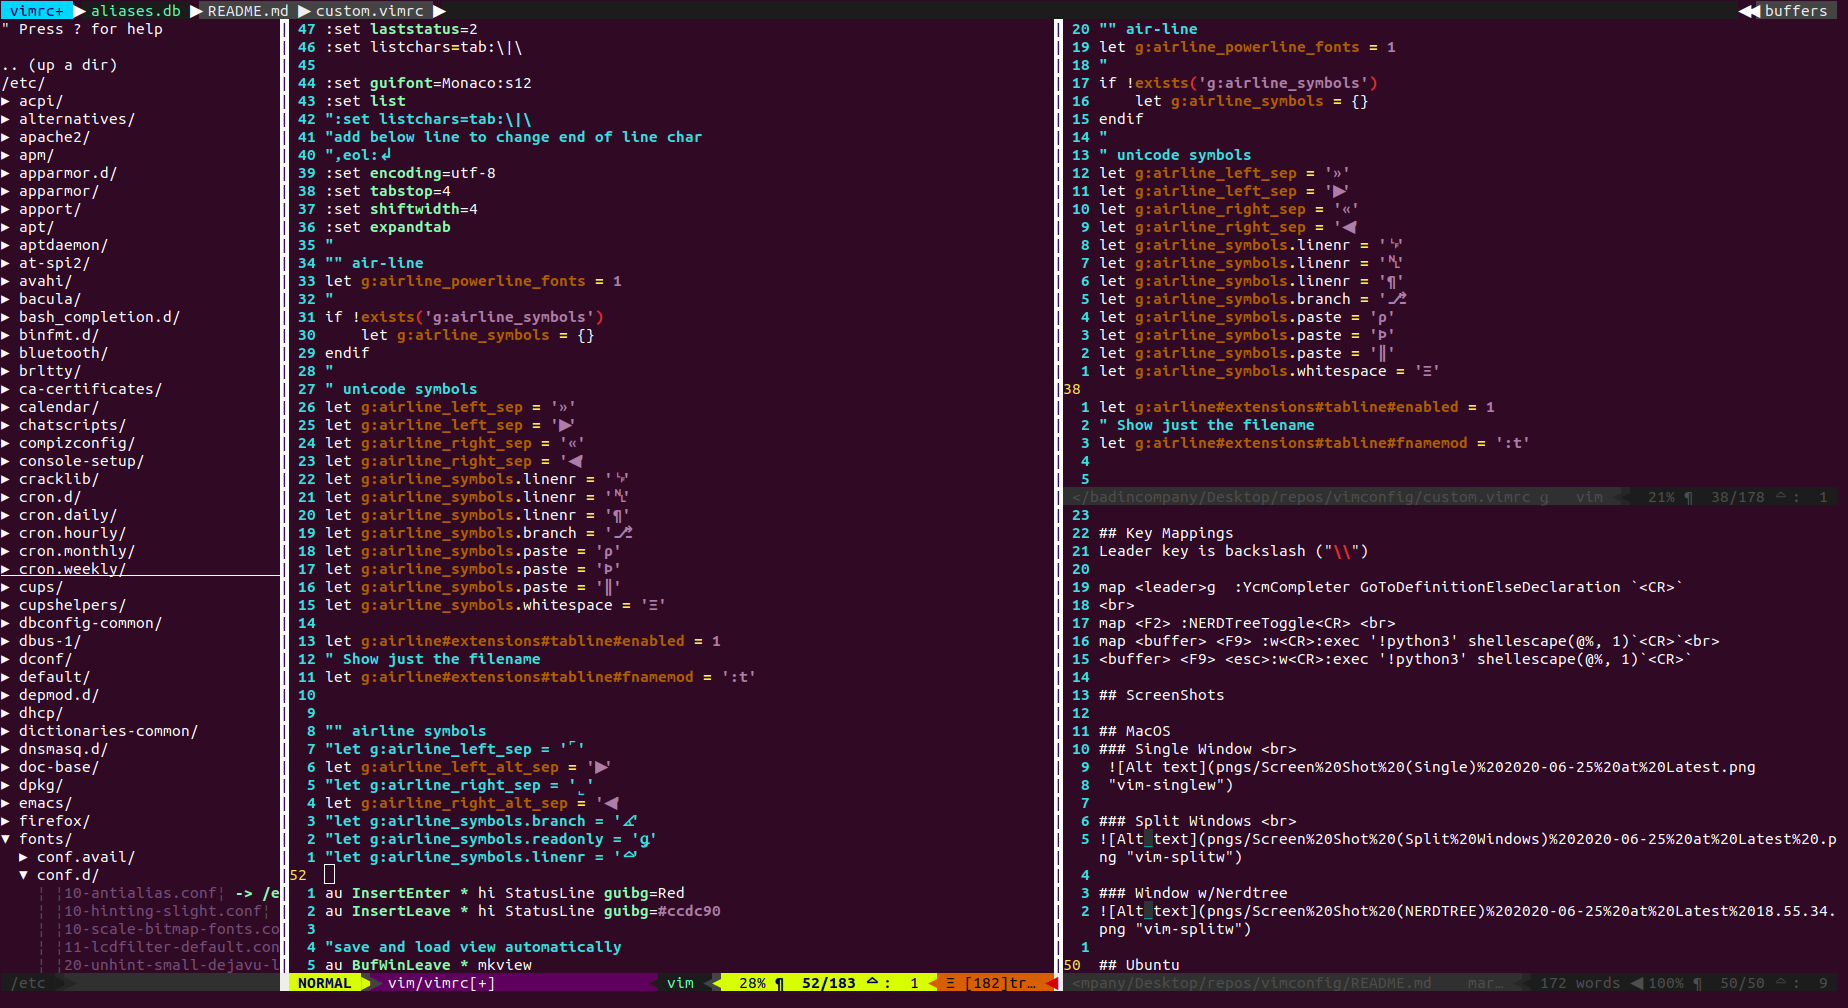 vimrc+ ▶ aliases.db ▶ README.md ▶ custom.vimrc ▶ ◀◀ buffers
" Press ? for help
.. (up a dir)
/etc/
▶ acpi/
▶ alternatives/
▶ apache2/
▶ apm/
▶ apparmor.d/
▶ apparmor/
▶ apport/
▶ apt/
▶ aptdaemon/
▶ at-spi2/
▶ avahi/
▶ bacula/
▶ bash_completion.d/
▶ binfmt.d/
▶ bluetooth/
▶ brltty/
▶ ca-certificates/
▶ calendar/
▶ chatscripts/
▶ compizconfig/
▶ console-setup/
▶ cracklib/
▶ cron.d/
▶ cron.daily/
▶ cron.hourly/
▶ cron.monthly/
▶ cron.weekly/
▶ cups/
▶ cupshelpers/
▶ dbconfig-common/
▶ dbus-1/
▶ dconf/
▶ default/
▶ depmod.d/
▶ dhcp/
▶ dictionaries-common/
▶ dnsmasq.d/
▶ doc-base/
▶ dpkg/
▶ emacs/
▶ firefox/
▼ fonts/
▶ conf.avail/
▼ conf.d/
¦ ¦10-antialias.conf¦ -> /e
¦ ¦10-hinting-slight.conf¦
¦ ¦10-scale-bitmap-fonts.co
¦ ¦11-lcdfilter-default.con
¦ ¦20-unhint-small-dejavu-l
/etc
47 :set laststatus=2
46 :set listchars=tab:\|\
45
44 :set guifont=Monaco:s12
43 :set list
42 ":set listchars=tab:\|\
41 "add below line to change end of line char
40 ",eol:↲
39 :set encoding=utf-8
38 :set tabstop=4
37 :set shiftwidth=4
36 :set expandtab
35 "
34 "" air-line
33 let g:airline_powerline_fonts = 1
32 "
31 if !exists('g:airline_symbols')
30     let g:airline_symbols = {}
29 endif
28 "
27 " unicode symbols
26 let g:airline_left_sep = '»'
25 let g:airline_left_sep = '▶'
24 let g:airline_right_sep = '«'
23 let g:airline_right_sep = '◀'
22 let g:airline_symbols.linenr = '␊'
21 let g:airline_symbols.linenr = '␤'
20 let g:airline_symbols.linenr = '¶'
19 let g:airline_symbols.branch = '⎇
18 let g:airline_symbols.paste = 'ρ'
17 let g:airline_symbols.paste = 'Þ'
16 let g:airline_symbols.paste = '∥'
15 let g:airline_symbols.whitespace = 'Ξ'
14
13 let g:airline#extensions#tabline#enabled = 1
12 " Show just the filename
11 let g:airline#extensions#tabline#fnamemod = ':t'
10
9
8 "" airline symbols
7 "let g:airline_left_sep = '⌜'
6 let g:airline_left_alt_sep = '▶'
5 "let g:airline_right_sep = '⌞'
4 let g:airline_right_alt_sep = '◀
3 "let g:airline_symbols.branch = '
2 "let g:airline_symbols.readonly = 'ƍ'
1 "let g:airline_symbols.linenr = '⌓'
52
1 au InsertEnter * hi StatusLine guibg=Red
2 au InsertLeave * hi StatusLine guibg=#ccdc90
3
4 "save and load view automatically
5 au BufWinLeave * mkview
NORMAL vim/vimrc[+] vim 28% ¶ 52/183 ⌓ : 1 Ξ [182]tr…
20 "" air-line
19 let g:airline_powerline_fonts = 1
18 "
17 if !exists('g:airline_symbols')
16     let g:airline_symbols = {}
15 endif
14 "
13 " unicode symbols
12 let g:airline_left_sep = '»'
11 let g:airline_left_sep = '▶'
10 let g:airline_right_sep = '«'
9 let g:airline_right_sep = '◀
8 let g:airline_symbols.linenr = '␊'
7 let g:airline_symbols.linenr = '␤'
6 let g:airline_symbols.linenr = '¶'
5 let g:airline_symbols.branch = '⎇
4 let g:airline_symbols.paste = 'ρ'
3 let g:airline_symbols.paste = 'Þ'
2 let g:airline_symbols.paste = '∥'
1 let g:airline_symbols.whitespace = 'Ξ'
38
1 let g:airline#extensions#tabline#enabled = 1
2 " Show just the filename
3 let g:airline#extensions#tabline#fnamemod = ':t'
4
5
</badincompany/Desktop/repos/vimconfig/custom.vimrc g vim 21% ¶ 38/178 ⌓ : 1
23
22 ## Key Mappings
21 Leader key is backslash ("\\")
20
19 map <leader>g  :YcmCompleter GoToDefinitionElseDeclaration `<CR>`
18 <br>
17 map <F2> :NERDTreeToggle<CR> <br>
16 map <buffer> <F9> :w<CR>:exec '!python3' shellescape(@%, 1)`<CR>`<br>
15 <buffer> <F9> <esc>:w<CR>:exec '!python3' shellescape(@%, 1)`<CR>`
14
13 ## ScreenShots
12
11 ## MacOS
10 ### Single Window <br>
9  ![Alt text](pngs/Screen%20Shot%20(Single)%202020-06-25%20at%20Latest.png
8  "vim-singlew")
7
6 ### Split Windows <br>
5 ![Alt text](pngs/Screen%20Shot%20(Split%20Windows)%202020-06-25%20at%20Latest%20.p
ng "vim-splitw")
4
3 ### Window w/Nerdtree
2 ![Alt text](pngs/Screen%20Shot%20(NERDTREE)%202020-06-25%20at%20Latest%2018.55.34.
png "vim-splitw")
1
50 ## Ubuntu
<mpany/Desktop/repos/vimconfig/README.md mar… 172 words ◀ 100% ¶ 50/50 ⌓ : 9